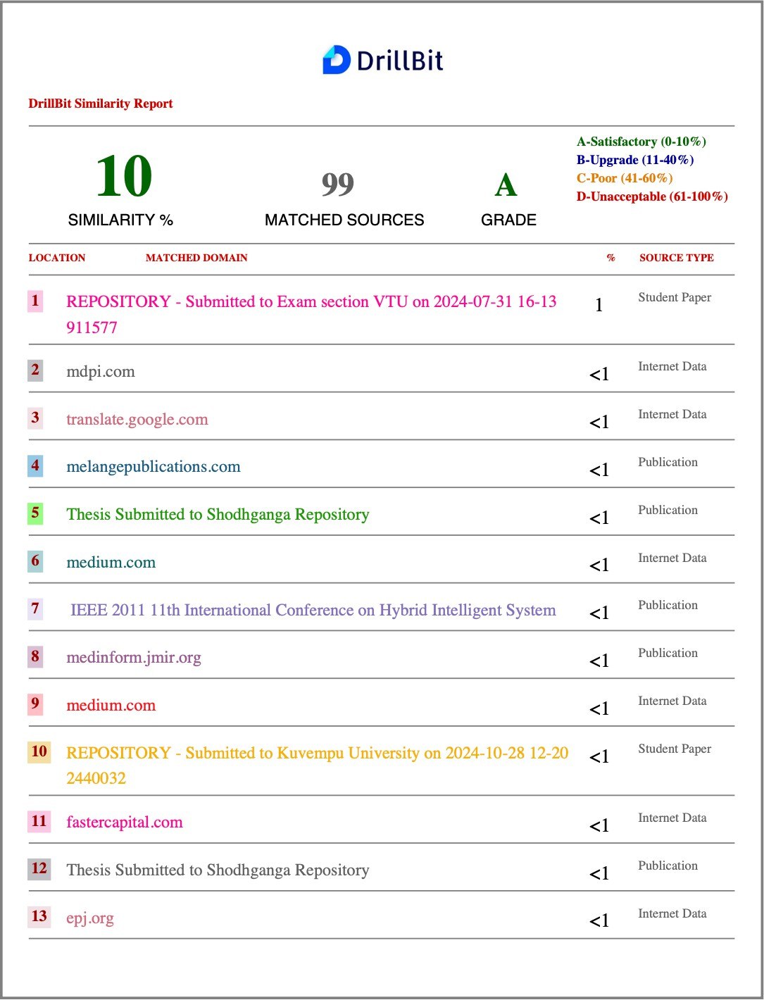 DrillBit
DrillBit Similarity Report
A-Satisfactory (0-10%)
B-Upgrade (11-40%)
C-Poor (41-60%)
D-Unacceptable (61-100%)
10 99 A
SIMILARITY % MATCHED SOURCES GRADE
LOCATION MATCHED DOMAIN % SOURCE TYPE
1 REPOSITORY - Submitted to Exam section VTU on 2024-07-31 16-13 1 Student Paper
911577
2 mdpi.com <1 Internet Data
3 translate.google.com <1 Internet Data
4 melangepublications.com <1 Publication
5 Thesis Submitted to Shodhganga Repository <1 Publication
6 medium.com <1 Internet Data
7 IEEE 2011 11th International Conference on Hybrid Intelligent System <1 Publication
8 medinform.jmir.org <1 Publication
9 medium.com <1 Internet Data
10 REPOSITORY - Submitted to Kuvempu University on 2024-10-28 12-20 <1 Student Paper
2440032
11 fastercapital.com <1 Internet Data
12 Thesis Submitted to Shodhganga Repository <1 Publication
13 epj.org <1 Internet Data